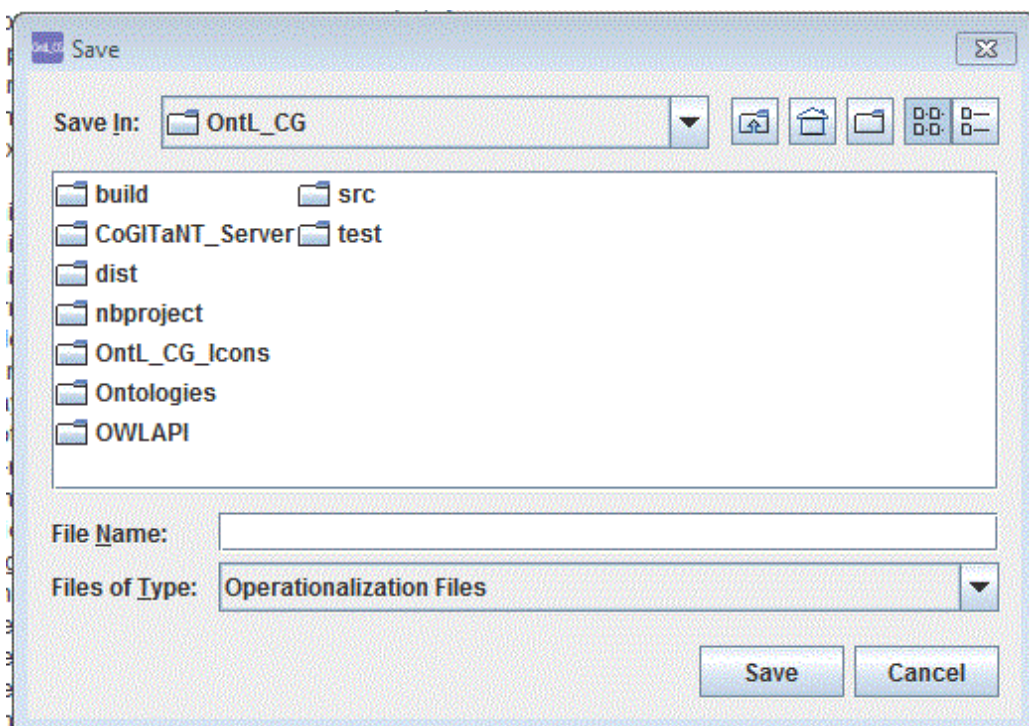 Save
Save In: OntL_CG
build src
CoGITaNT_Server test
dist
nbproject
OntL_CG_Icons
Ontologies
OWLAPI
File Name:
Files of Type: Operationalization Files
Save Cancel